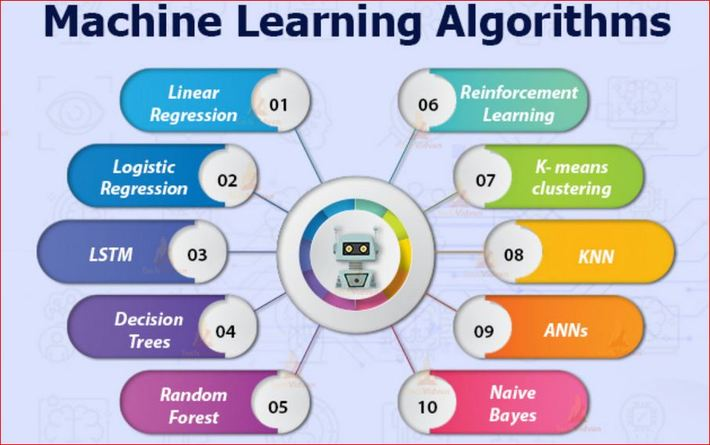 Machine Learning Algorithms
Linear
Regression
01
Logistic
Regression
02
LSTM
03
Decision
Trees
04
Random
Forest
05
06
Reinforcement
Learning
07
K- means
clustering
08
KNN
09
ANNs
10
Naive
Bayes